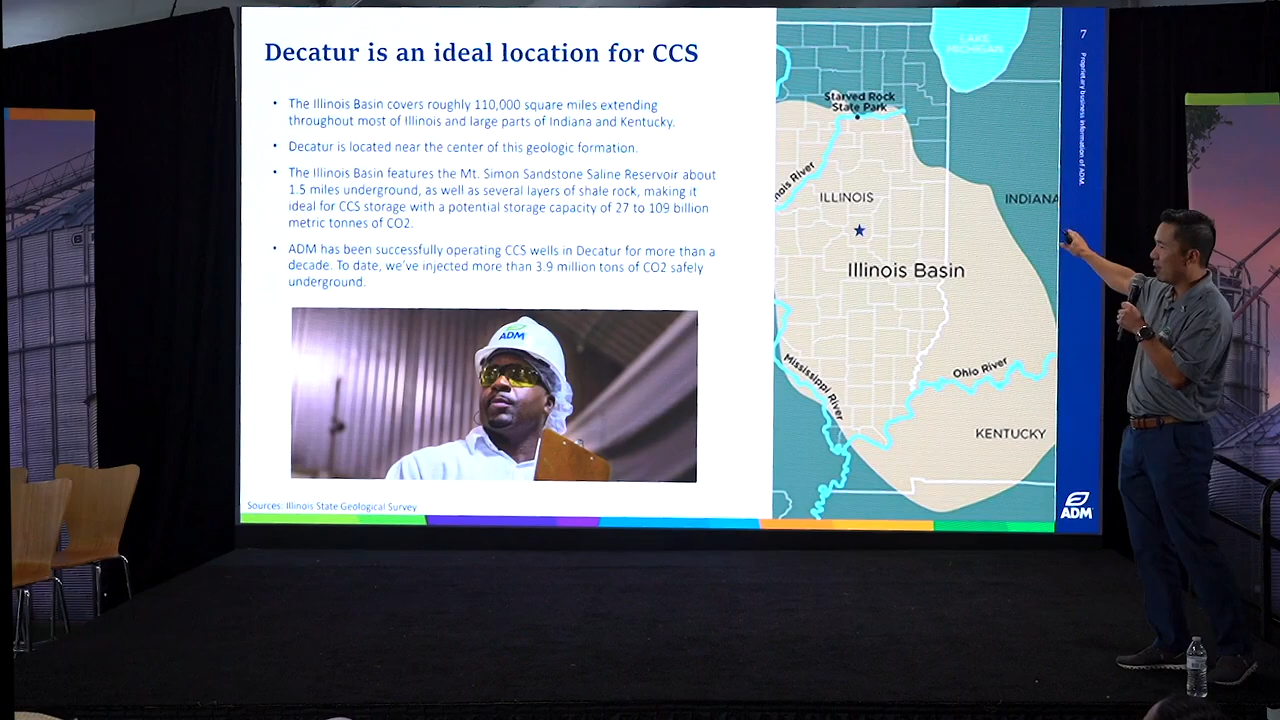 Decatur is an ideal location for CCS
• The Illinois Basin covers roughly 110,000 square miles extending
throughout most of Illinois and large parts of Indiana and Kentucky.
• Decatur is located near the center of this geologic formation.
• The Illinois Basin features the Mt. Simon Sandstone Saline Reservoir about
1.5 miles underground, as well as several layers of shale rock, making it
ideal for CCS storage with a potential storage capacity of 27 to 109 billion
metric tonnes of CO2.
• ADM has been successfully operating CCS wells in Decatur for more than a
decade. To date, we've injected more than 3.9 million tons of CO2 safely
underground.
ADM
Sources: Illinois State Geological Survey
LAKE
MICHIGAN
Starved Rock
State Park
nois River
ILLINOIS
INDIANA
Illinois Basin
Mississippi River
Ohio River
KENTUCKY
7
Proprietary business information of ADM.
ADM